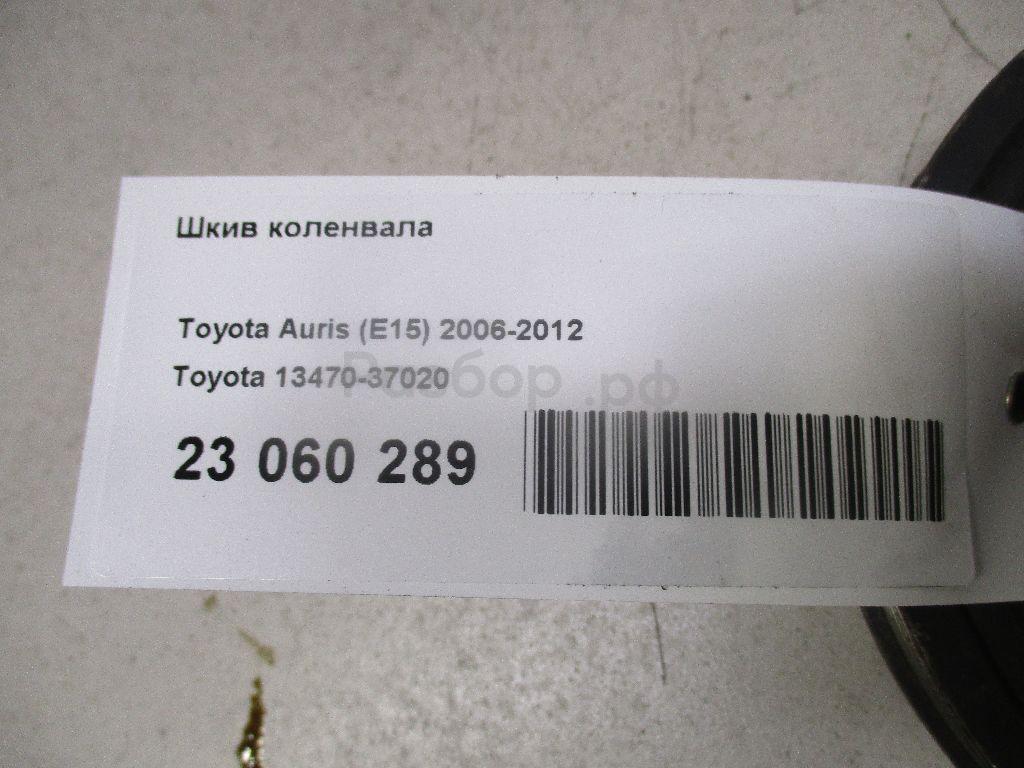 Шкив коленвала
Toyota Auris (E15) 2006-2012
Toyota 13470-37020
Разбор.рф
23 060 289